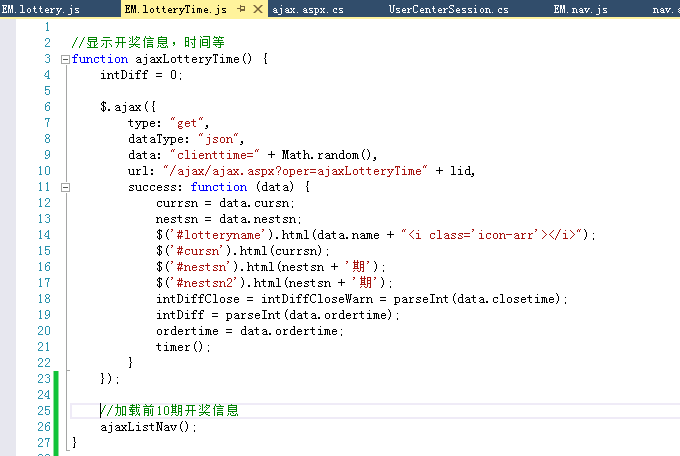 EM.lottery.js EM.lotteryTime.js ajax.aspx.cs UserCenterSession.cs EM.nav.js nav.
1
2 //显示开奖信息，时间等
3 function ajaxLotteryTime() {
4 intDiff = 0;
5
6 $.ajax({
7 type: "get",
8 dataType: "json",
9 data: "clienttime=" + Math.random(),
10 url: "/ajax/ajax.aspx?oper=ajaxLotteryTime" + lid,
11 success: function (data) {
12 currsn = data.cursn;
13 nestsn = data.nestsn;
14 $('#lotteryname').html(data.name + "<i class='icon-arr'></i>");
15 $('#cursn').html(currsn);
16 $('#nestsn').html(nestsn + '期');
17 $('#nestsn2').html(nestsn + '期');
18 intDiffClose = intDiffCloseWarn = parseInt(data.closetime);
19 intDiff = parseInt(data.ordertime);
20 ordertime = data.ordertime;
21 timer();
22 }
23 });
24
25 //加载前10期开奖信息
26 ajaxListNav();
27 }